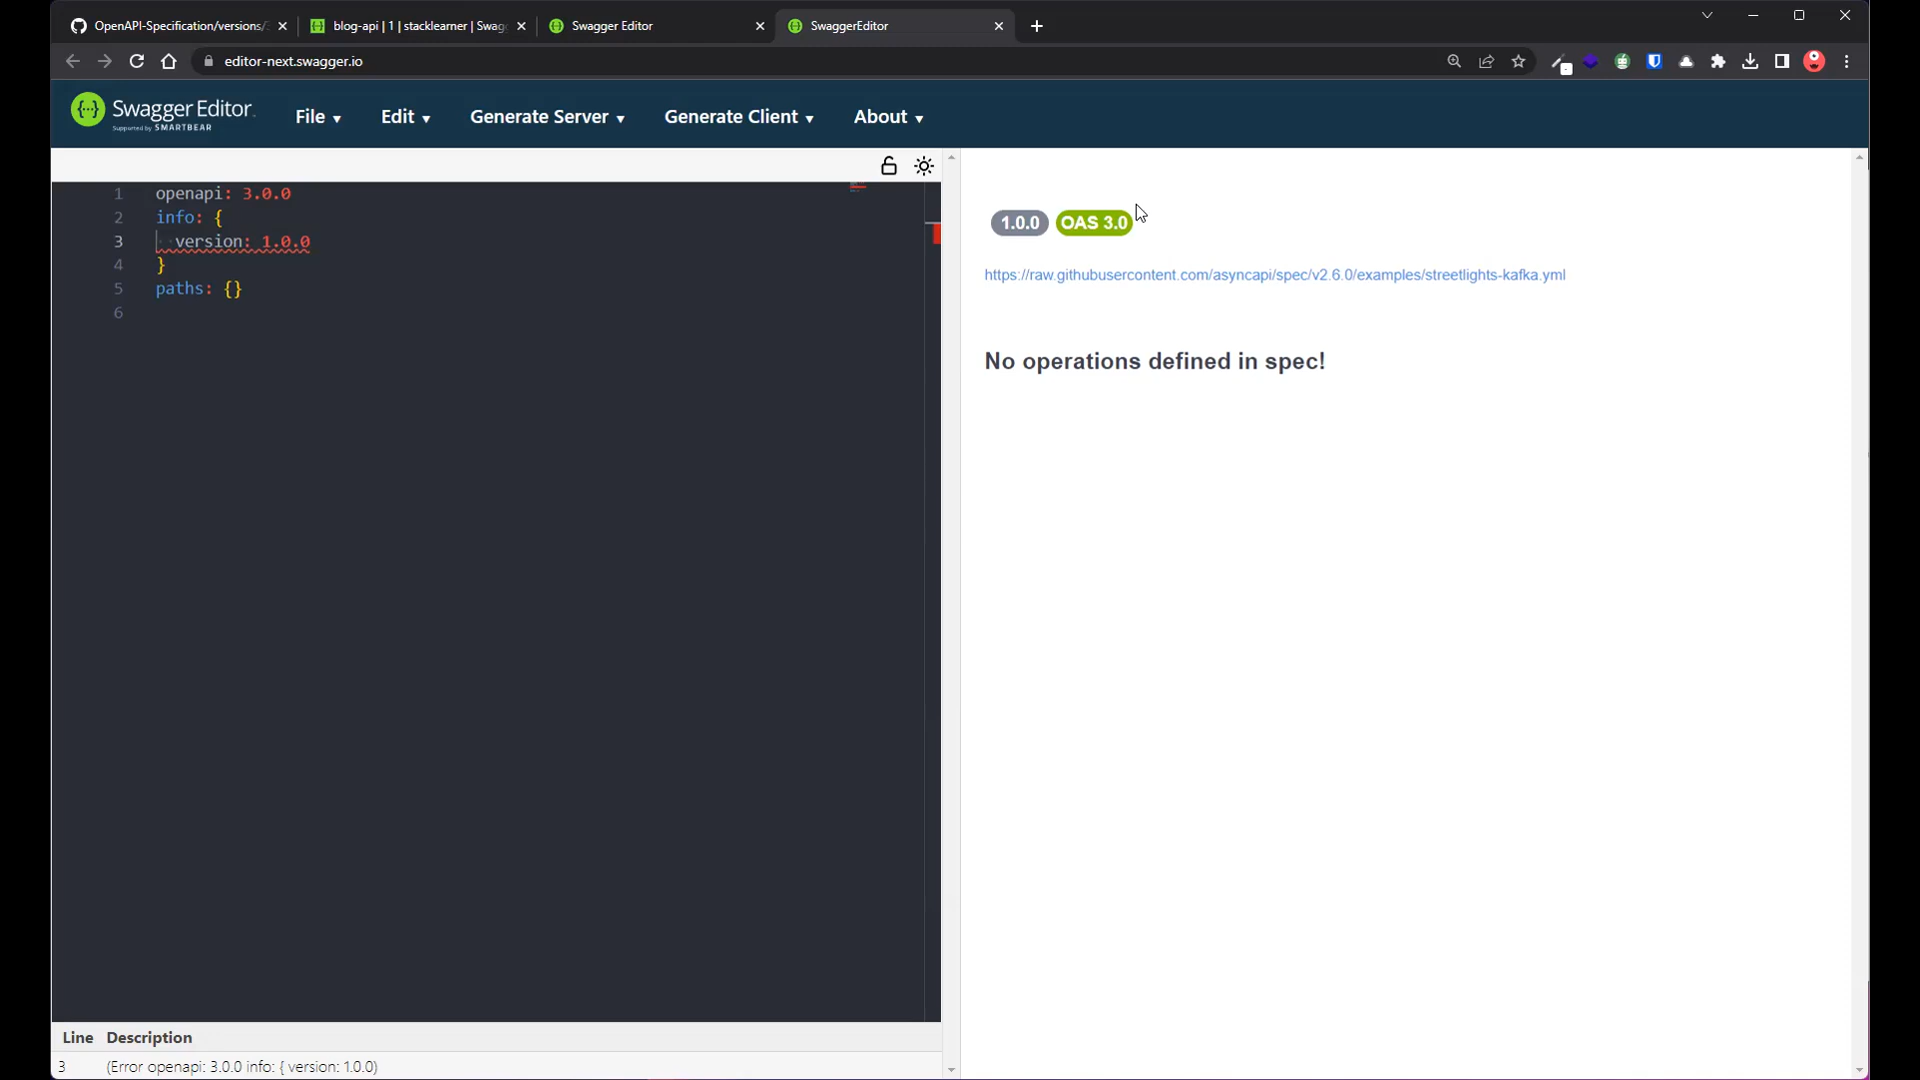 OpenAPI-Specification/versions/
blog-api | 1 | stacklearner | Swag
Swagger Editor
SwaggerEditor
editor-next.swagger.io
Swagger Editor
Supported by SMARTBEAR
File
Edit
Generate Server
Generate Client
About
1 openapi: 3.0.0
2 info: {
3 version: 1.0.0
4 }
5 paths: {}
6
1.0.0 OAS 3.0
https://raw.githubusercontent.com/asyncapi/spec/v2.6.0/examples/streetlights-kafka.yml
No operations defined in spec!
Line Description
3 (Error openapi: 3.0.0 info: { version: 1.0.0)